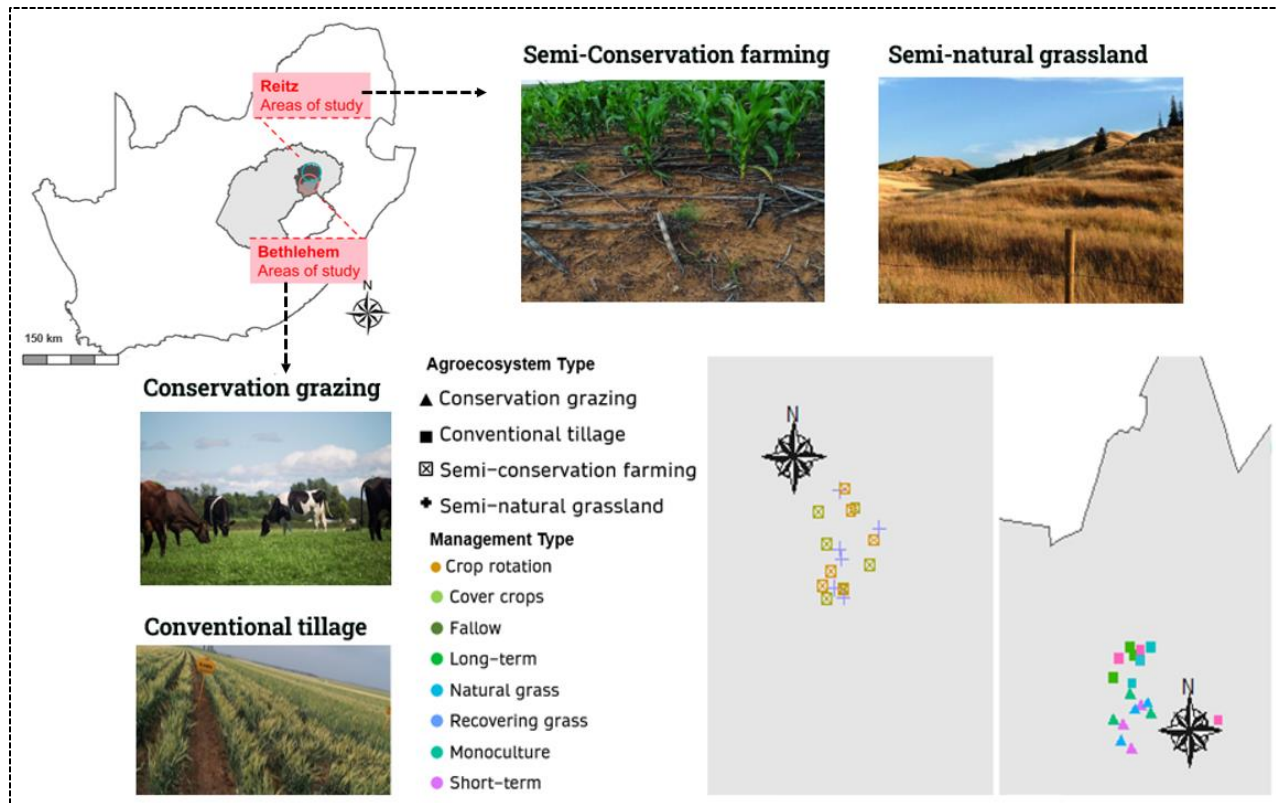 Reitz
Areas of study
Bethlehem
Areas of study
N
150 km
Semi-Conservation farming
Semi-natural grassland
Conservation grazing
Conventional tillage
Agroecosystem Type
Conservation grazing
Conventional tillage
Semi-conservation farming
Semi-natural grassland
Management Type
Crop rotation
Cover crops
Fallow
Long-term
Natural grass
Recovering grass
Monoculture
Short-term
N
N